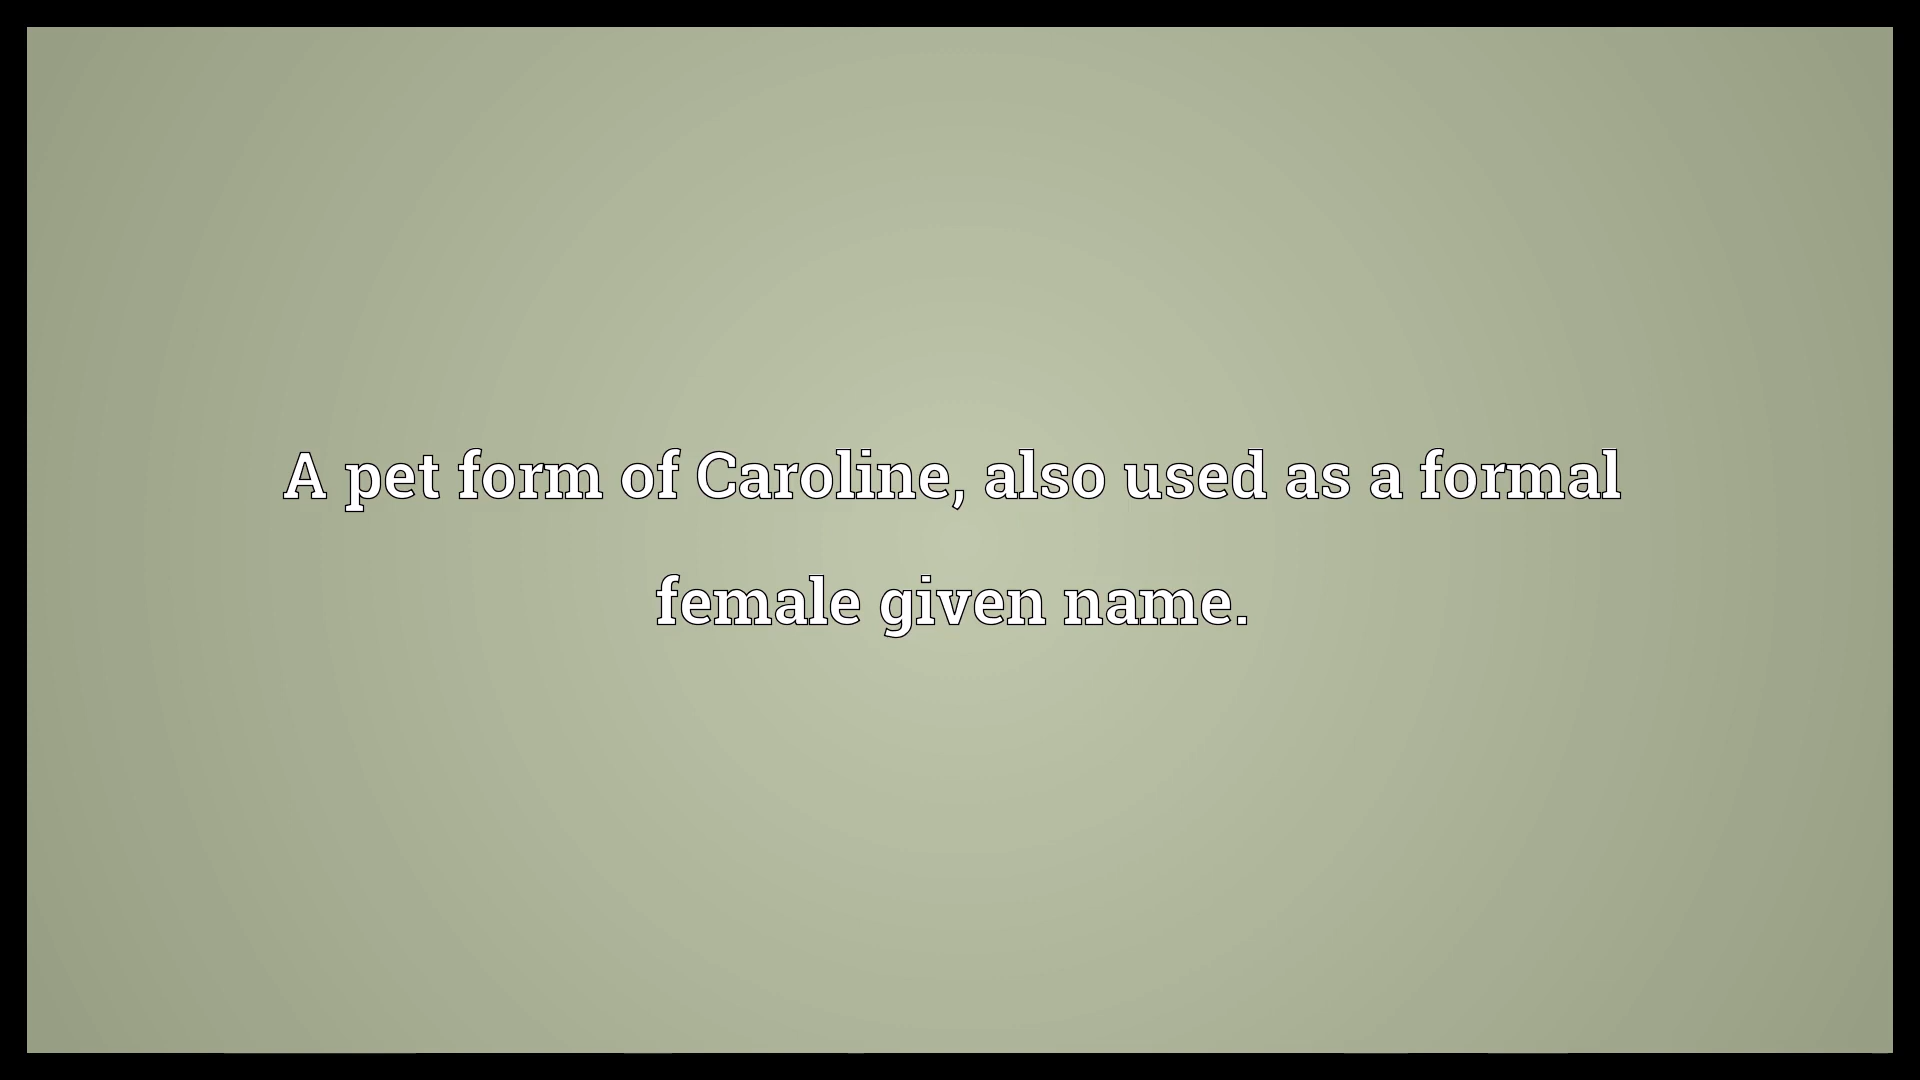 A pet form of Caroline, also used as a formal
female given name.